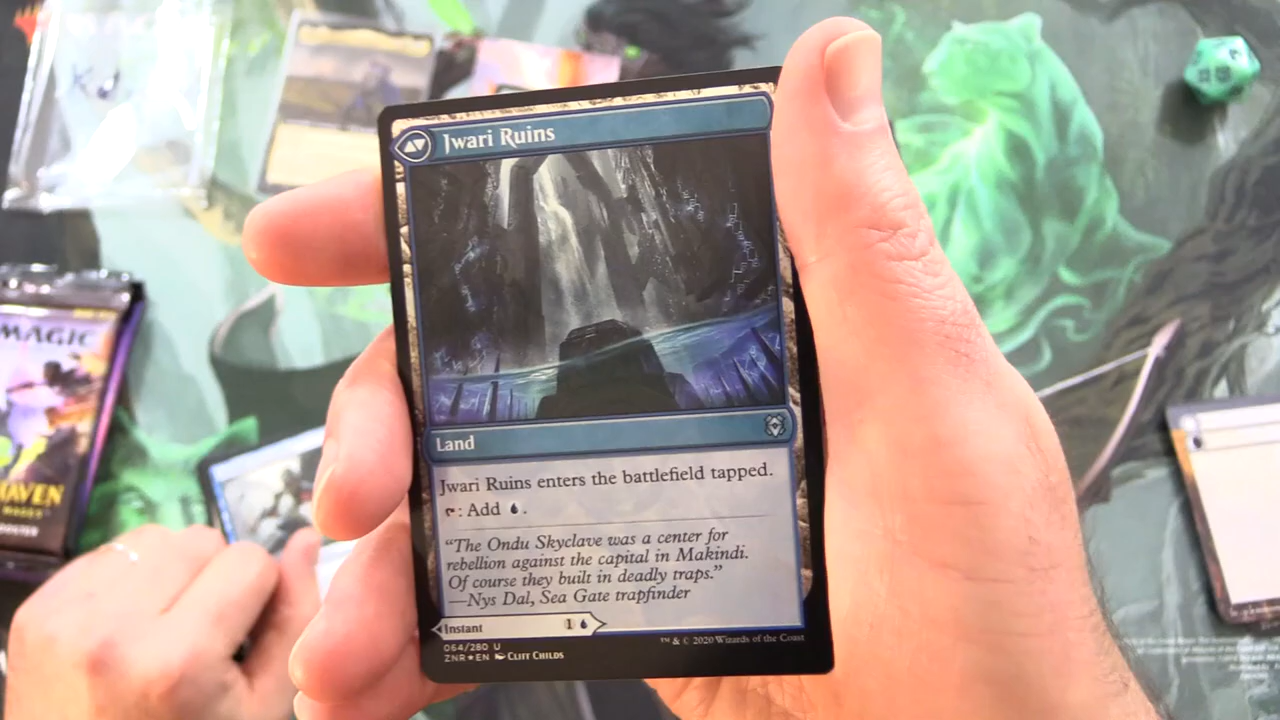 Jwari Ruins
Land
Jwari Ruins enters the battlefield tapped.
: Add .
“The Ondu Skyclave was a center for
rebellion against the capital in Makindi.
Of course they built in deadly traps.”
—Nys Dal, Sea Gate trapfinder
Instant 1
064/280 U
ZNR★EN Cliff Childs
™ & © 2020 Wizards of the Coast
MAGIC